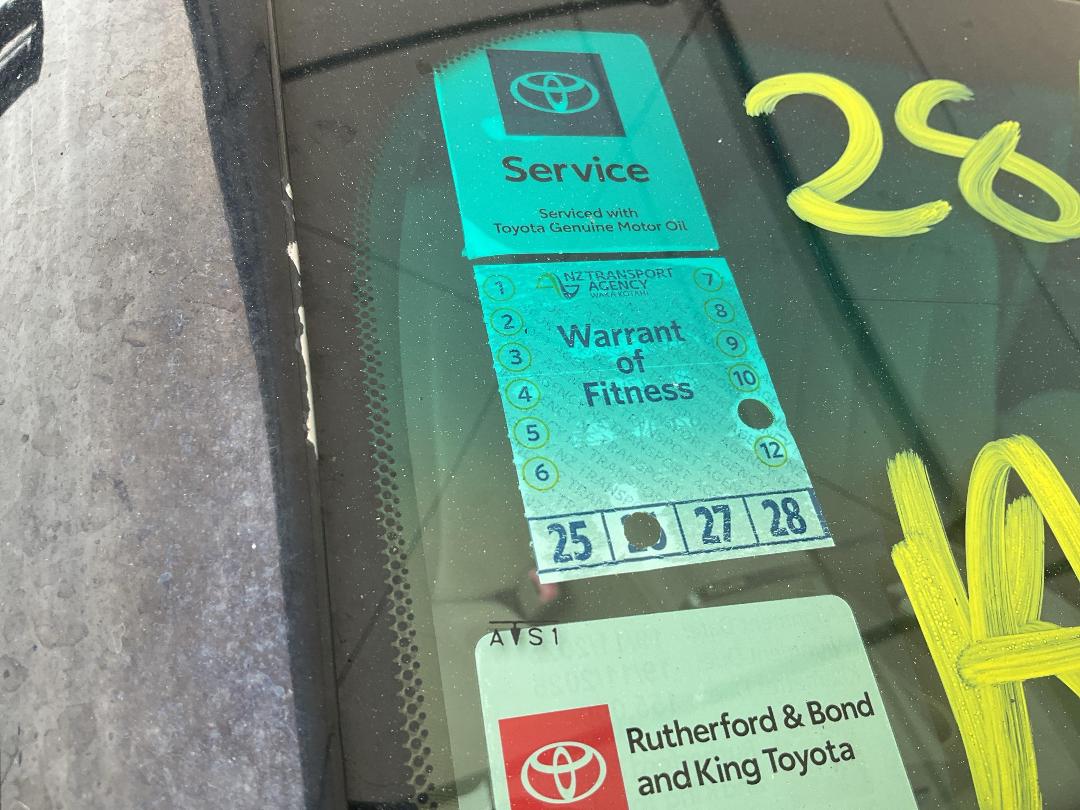 Service
Serviced with
Toyota Genuine Motor Oil
NZ TRANSPORT
AGENCY
WAKA KOTAHI
Warrant
of
Fitness
1
2
3
4
5
6
7
8
9
10
12
25 27 28
AS1
Rutherford & Bond
and King Toyota
28